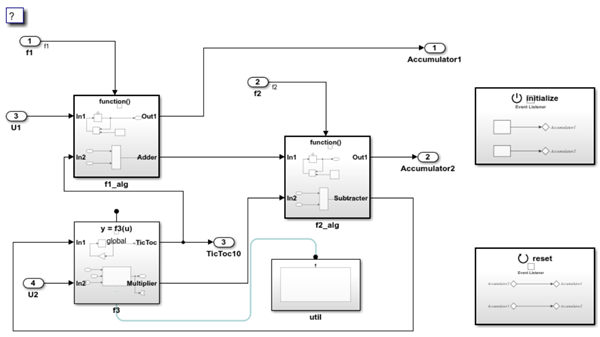 ?
1
f1
f1
1
Accumulator1
2
f2
f2
function()
3
U1
In1
Out1
In2
Adder
f1_alg
function()
In1
Out1
In2
Subtracter
f2_alg
2
Accumulator2
Initialize
Event Listener
Accumulator1
Accumulator2
y = f3(u)
global
In1
TicToc
In2
Multiplier
f3
3
TicToc10
4
U2
f
util
reset
Event Listener
Accumulator1
Accumulator1
Accumulator2
Accumulator2